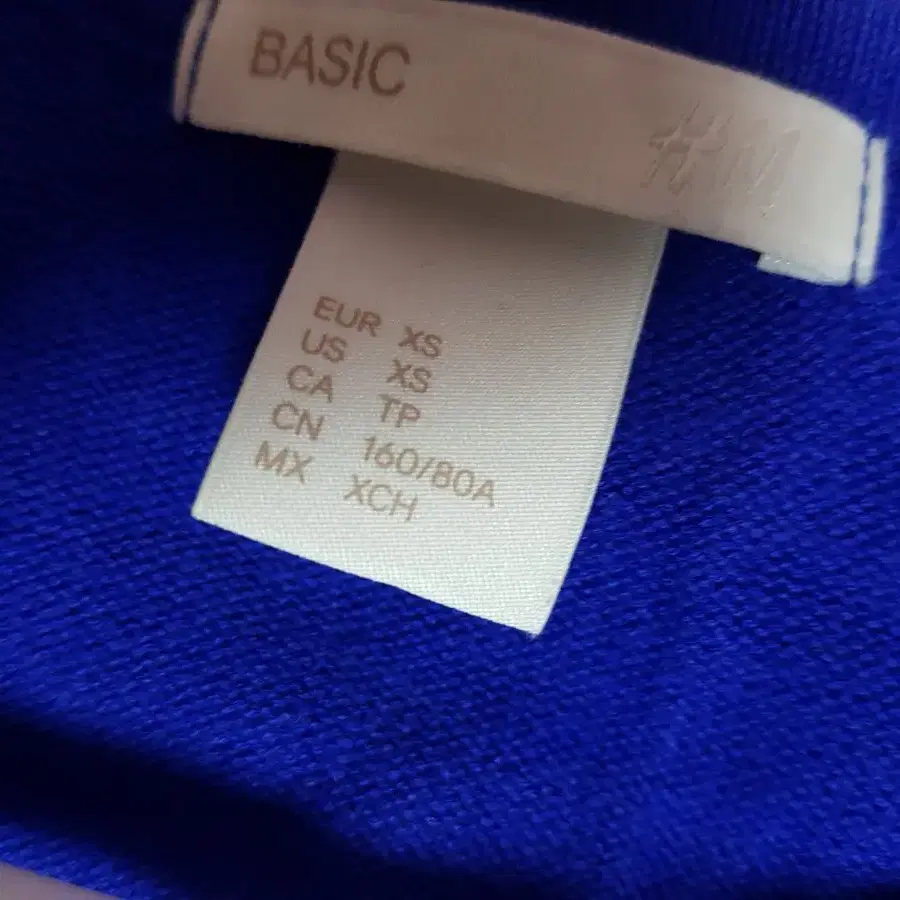 BASIC
H&M
EUR XS
US XS
CA TP
CN 160/80A
MX XCH